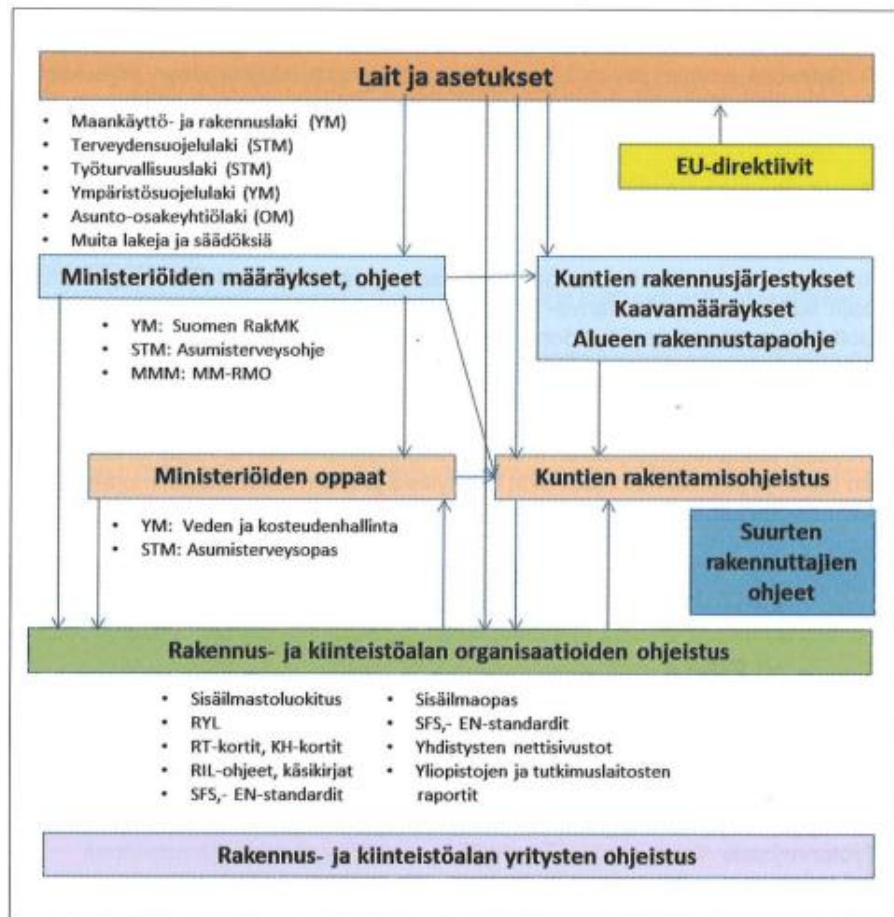 Lait ja asetukset
• Maankäyttö- ja rakennuslaki (YM)
• Terveydensuojelulaki (STM)
• Työturvallisuuslaki (STM)
• Ympäristösuojelulaki (YM)
• Asunto-osakeyhtiölaki (OM)
• Muita lakeja ja säädöksiä
EU-direktiivit
Ministeriöiden määräykset, ohjeet
• YM: Suomen RakMK
• STM: Asumisterveysohje
• MMM: MM-RMO
Kuntien rakennusjärjestykset
Kaavamääräykset
Alueen rakennustapaohje
Ministeriöiden oppaat
• YM: Veden ja kosteudenhallinta
• STM: Asumisterveysopas
Kuntien rakentamisohjeistus
Suurten
rakennuttajien
ohjeet
Rakennus- ja kiinteistöalan organisaatioiden ohjeistus
• Sisäilmastoluokitus
• RYL
• RT-kortit, KH-kortit
• RIL-ohjeet, käsikirjat
• SFS,- EN-standardit
• Sisäilmaopas
• SFS,- EN-standardit
• Yhdistysten nettisivustot
• Yliopistojen ja tutkimuslaitosten
raportit
Rakennus- ja kiinteistöalan yritysten ohjeistus